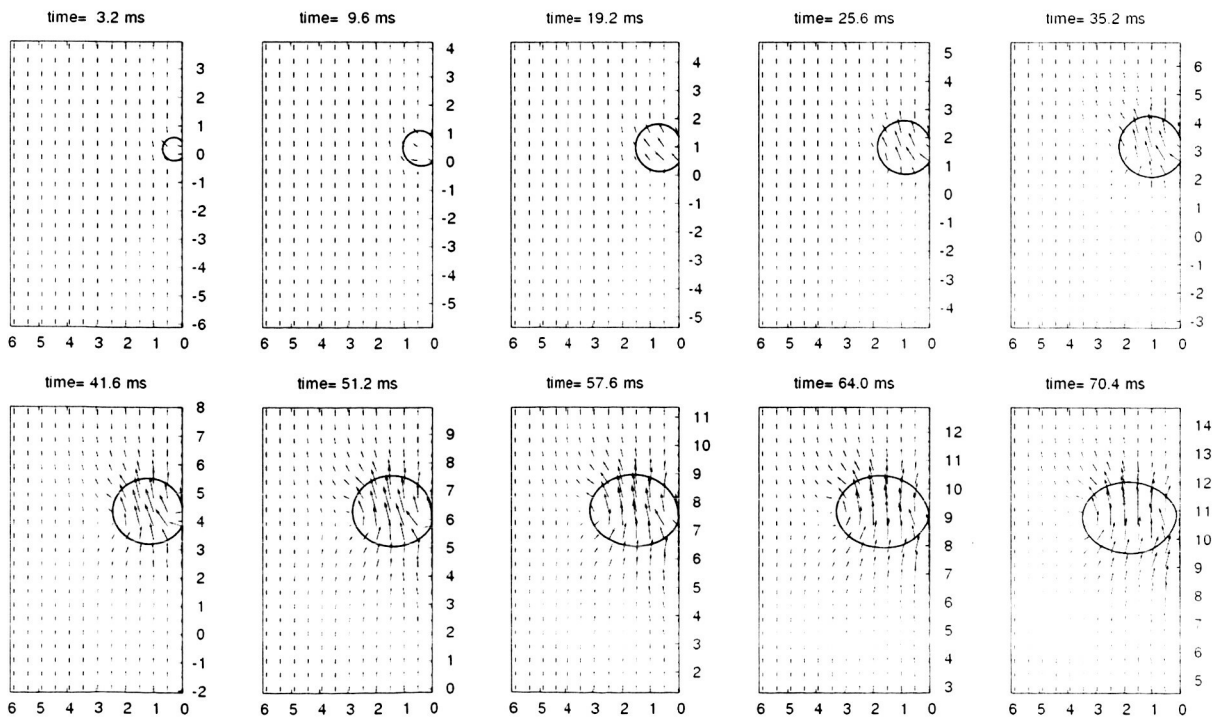 time= 3.2 ms time= 9.6 ms time= 19.2 ms time= 25.6 ms time= 35.2 ms
3 2 1 0 -1 -2 -3 -4 -5 -6
4 3 2 1 0 -1 -2 -3 -4 -5
4 3 2 1 0 -1 -2 -3 -4 -5
5 4 3 2 1 0 -1 -2 -3 -4
6 5 4 3 2 1 0 -1 -2 -3
6 5 4 3 2 1 0 6 5 4 3 2 1 0 6 5 4 3 2 1 0 6 5 4 3 2 1 0 6 5 4 3 2 1 0
time= 41.6 ms time= 51.2 ms time= 57.6 ms time= 64.0 ms time= 70.4 ms
8 7 6 5 4 3 2 1 0 -1 -2
9 8 7 6 5 4 3 2 1 0
11 10 9 8 7 6 5 4 3 2
12 11 10 9 8 7 6 5 4 3
14 13 12 11 10 9 8 7 6 5
6 5 4 3 2 1 0 6 5 4 3 2 1 0 6 5 4 3 2 1 0 6 5 4 3 2 1 0 6 5 4 3 2 1 0